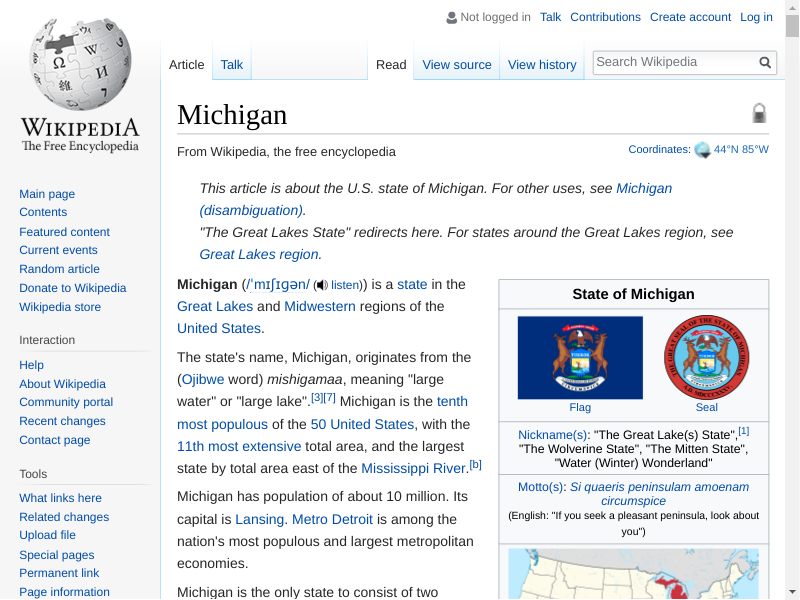 Not logged in Talk Contributions Create account Log in
Article Talk Read View source View history Search Wikipedia
WIKIPEDIA
The Free Encyclopedia
Main page
Contents
Featured content
Current events
Random article
Donate to Wikipedia
Wikipedia store
Interaction
Help
About Wikipedia
Community portal
Recent changes
Contact page
Tools
What links here
Related changes
Upload file
Special pages
Permanent link
Page information
Michigan
From Wikipedia, the free encyclopedia
Coordinates: 44°N 85°W
This article is about the U.S. state of Michigan. For other uses, see Michigan
(disambiguation).
"The Great Lakes State" redirects here. For states around the Great Lakes region, see
Great Lakes region.
Michigan (/ˈmɪʃɪɡən/ (listen)) is a state in the
Great Lakes and Midwestern regions of the
United States.
The state's name, Michigan, originates from the
(Ojibwe word) mishigamaa, meaning "large
water" or "large lake".[3][7] Michigan is the tenth
most populous of the 50 United States, with the
11th most extensive total area, and the largest
state by total area east of the Mississippi River.[b]
Michigan has population of about 10 million. Its
capital is Lansing. Metro Detroit is among the
nation's most populous and largest metropolitan
economies.
Michigan is the only state to consist of two
State of Michigan
Flag Seal
Nickname(s): "The Great Lake(s) State",[1]
"The Wolverine State", "The Mitten State",
"Water (Winter) Wonderland"
Motto(s): Si quaeris peninsulam amoenam
circumspice
(English: "If you seek a pleasant peninsula, look about
you")